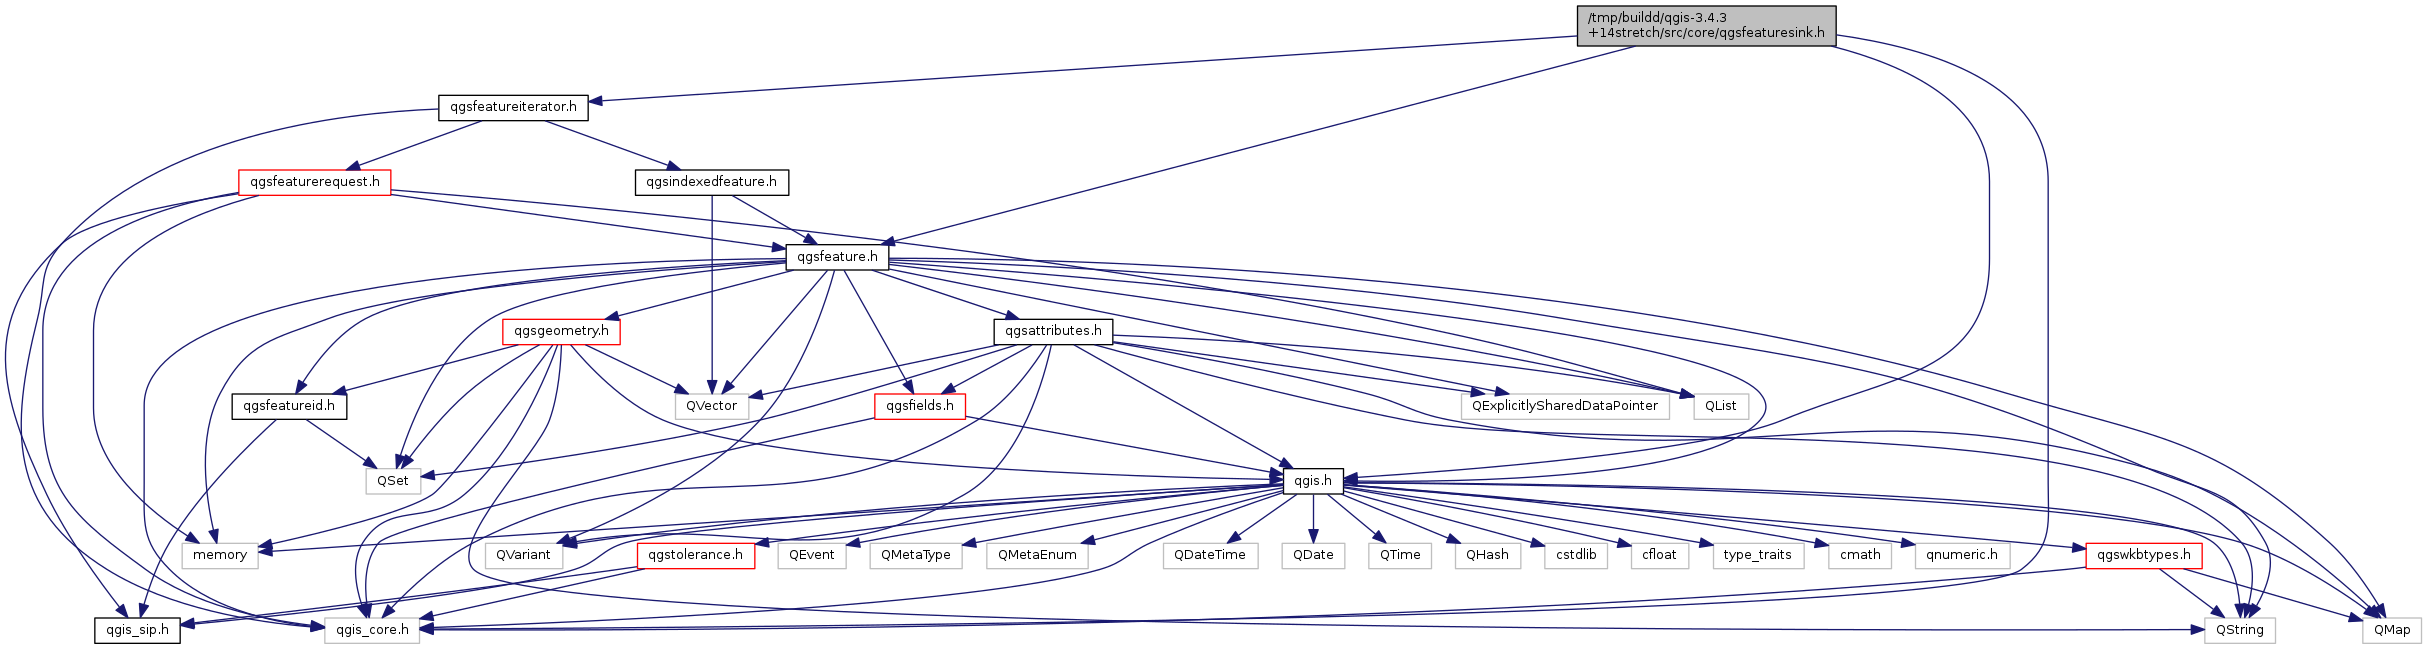 /tmp/buildd/qgis-3.4.3
+14stretch/src/core/qgsfeaturesink.h
qgsfeatureiterator.h
qgsfeaturerequest.h
qgsindexedfeature.h
qgsfeature.h
qgsgeometry.h
qgsattributes.h
qgsfeatureid.h
QVector
qgsfields.h
QExplicitlySharedDataPointer
QList
QSet
qgis.h
memory
QVariant
qgstolerance.h
QEvent
QMetaType
QMetaEnum
QDateTime
QDate
QTime
QHash
cstdlib
cfloat
type_traits
cmath
qnumeric.h
qgswkbtypes.h
qgis_sip.h
qgis_core.h
QString
QMap